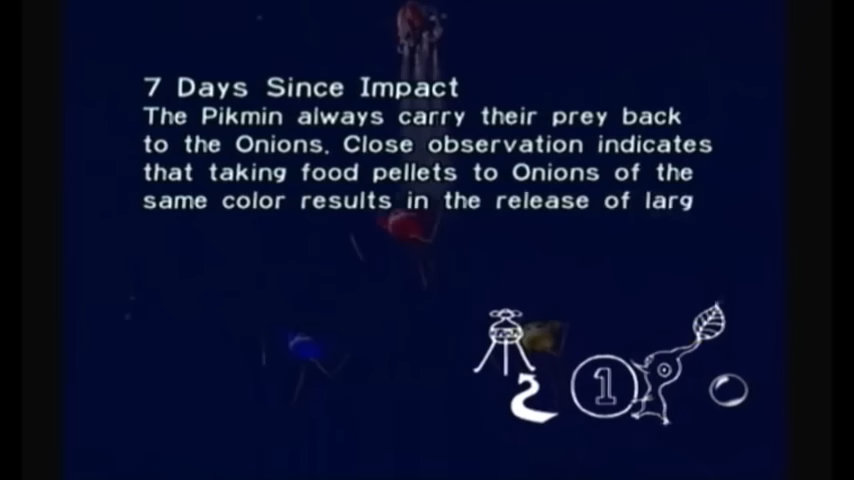 7 Days Since Impact
The Pikmin always carry their prey back
to the Onions. Close observation indicates
that taking food pellets to Onions of the
same color results in the release of larg
1